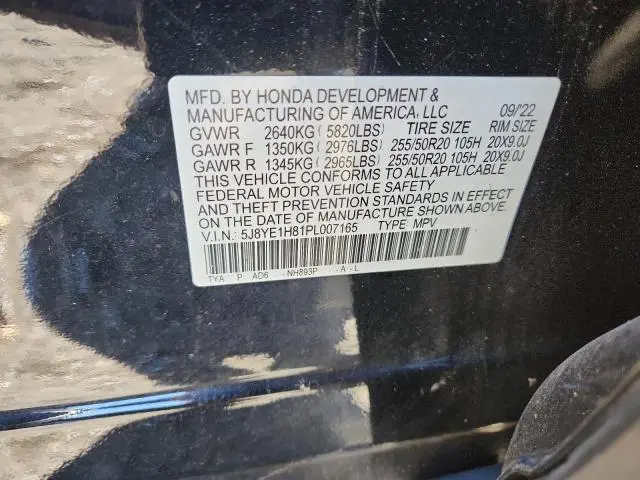 MFD. BY HONDA DEVELOPMENT &
MANUFACTURING OF AMERICA, LLC 09/'22
GVWR 2640KG ( 5820LBS) TIRE SIZE RIM SIZE
GAWR F 1350KG ( 2976LBS) 255/50R20 105H 20X9.0J
GAWR R 1345KG ( 2965LBS) 255/50R20 105H 20X9.0J
THIS VEHICLE CONFORMS TO ALL APPLICABLE
FEDERAL MOTOR VEHICLE SAFETY
AND THEFT PREVENTION STANDARDS IN EFFECT
ON THE DATE OF MANUFACTURE SHOWN ABOVE.
V.I.N.: 5J8YE1H81PL007165 TYPE: MPV
TYA P AD6 -NH893P -A-L